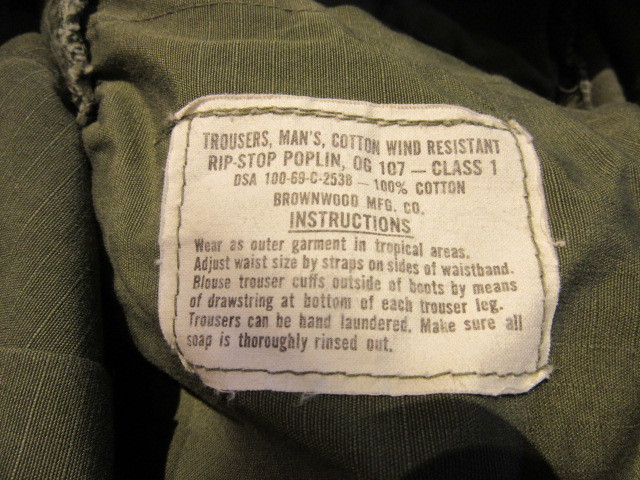 TROUSERS, MAN'S, COTTON WIND RESISTANT
RIP-STOP POPLIN, OG 107 — CLASS 1
DSA 100-69-C-2538 — 100% COTTON
BROWNWOOD MFG. CO.
INSTRUCTIONS
Wear as outer garment in tropical areas.
Adjust waist size by straps on sides of waistband.
Blouse trouser cuffs outside of boots by means
of drawstring at bottom of each trouser leg.
Trousers can be hand laundered. Make sure all
soap is thoroughly rinsed out.